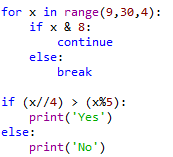 for x in range(9,30,4):
    if x & 8:
        continue
    else:
        break

if (x//4) > (x%5):
    print('Yes')
else:
    print('No')